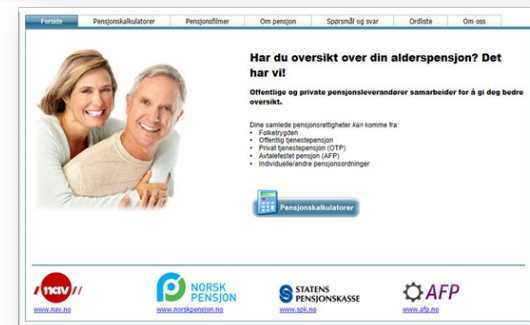 Forside Pensjonskalkulatorer Pensjonsfilmer Om pensjon Spørsmål og svar Ordliste Om oss
Har du oversikt over din alderspensjon? Det
har vi!
Offentlige og private pensjonsleverandører samarbeider for å gi deg bedre
oversikt.
Dine samlede pensjonsrettigheter kan komme fra:
• Folketrygden
• Offentlig tjenestepensjon
• Privat tjenestepensjon (OTP)
• Avtalefestet pensjon (AFP)
• Individuelle/andre pensjonsordninger
Pensjonskalkulatorer
nav
NORSK
PENSJON
STATENS
PENSJONSKASSE
AFP
www.nav.no www.norskpensjon.no www.spk.no www.afp.no